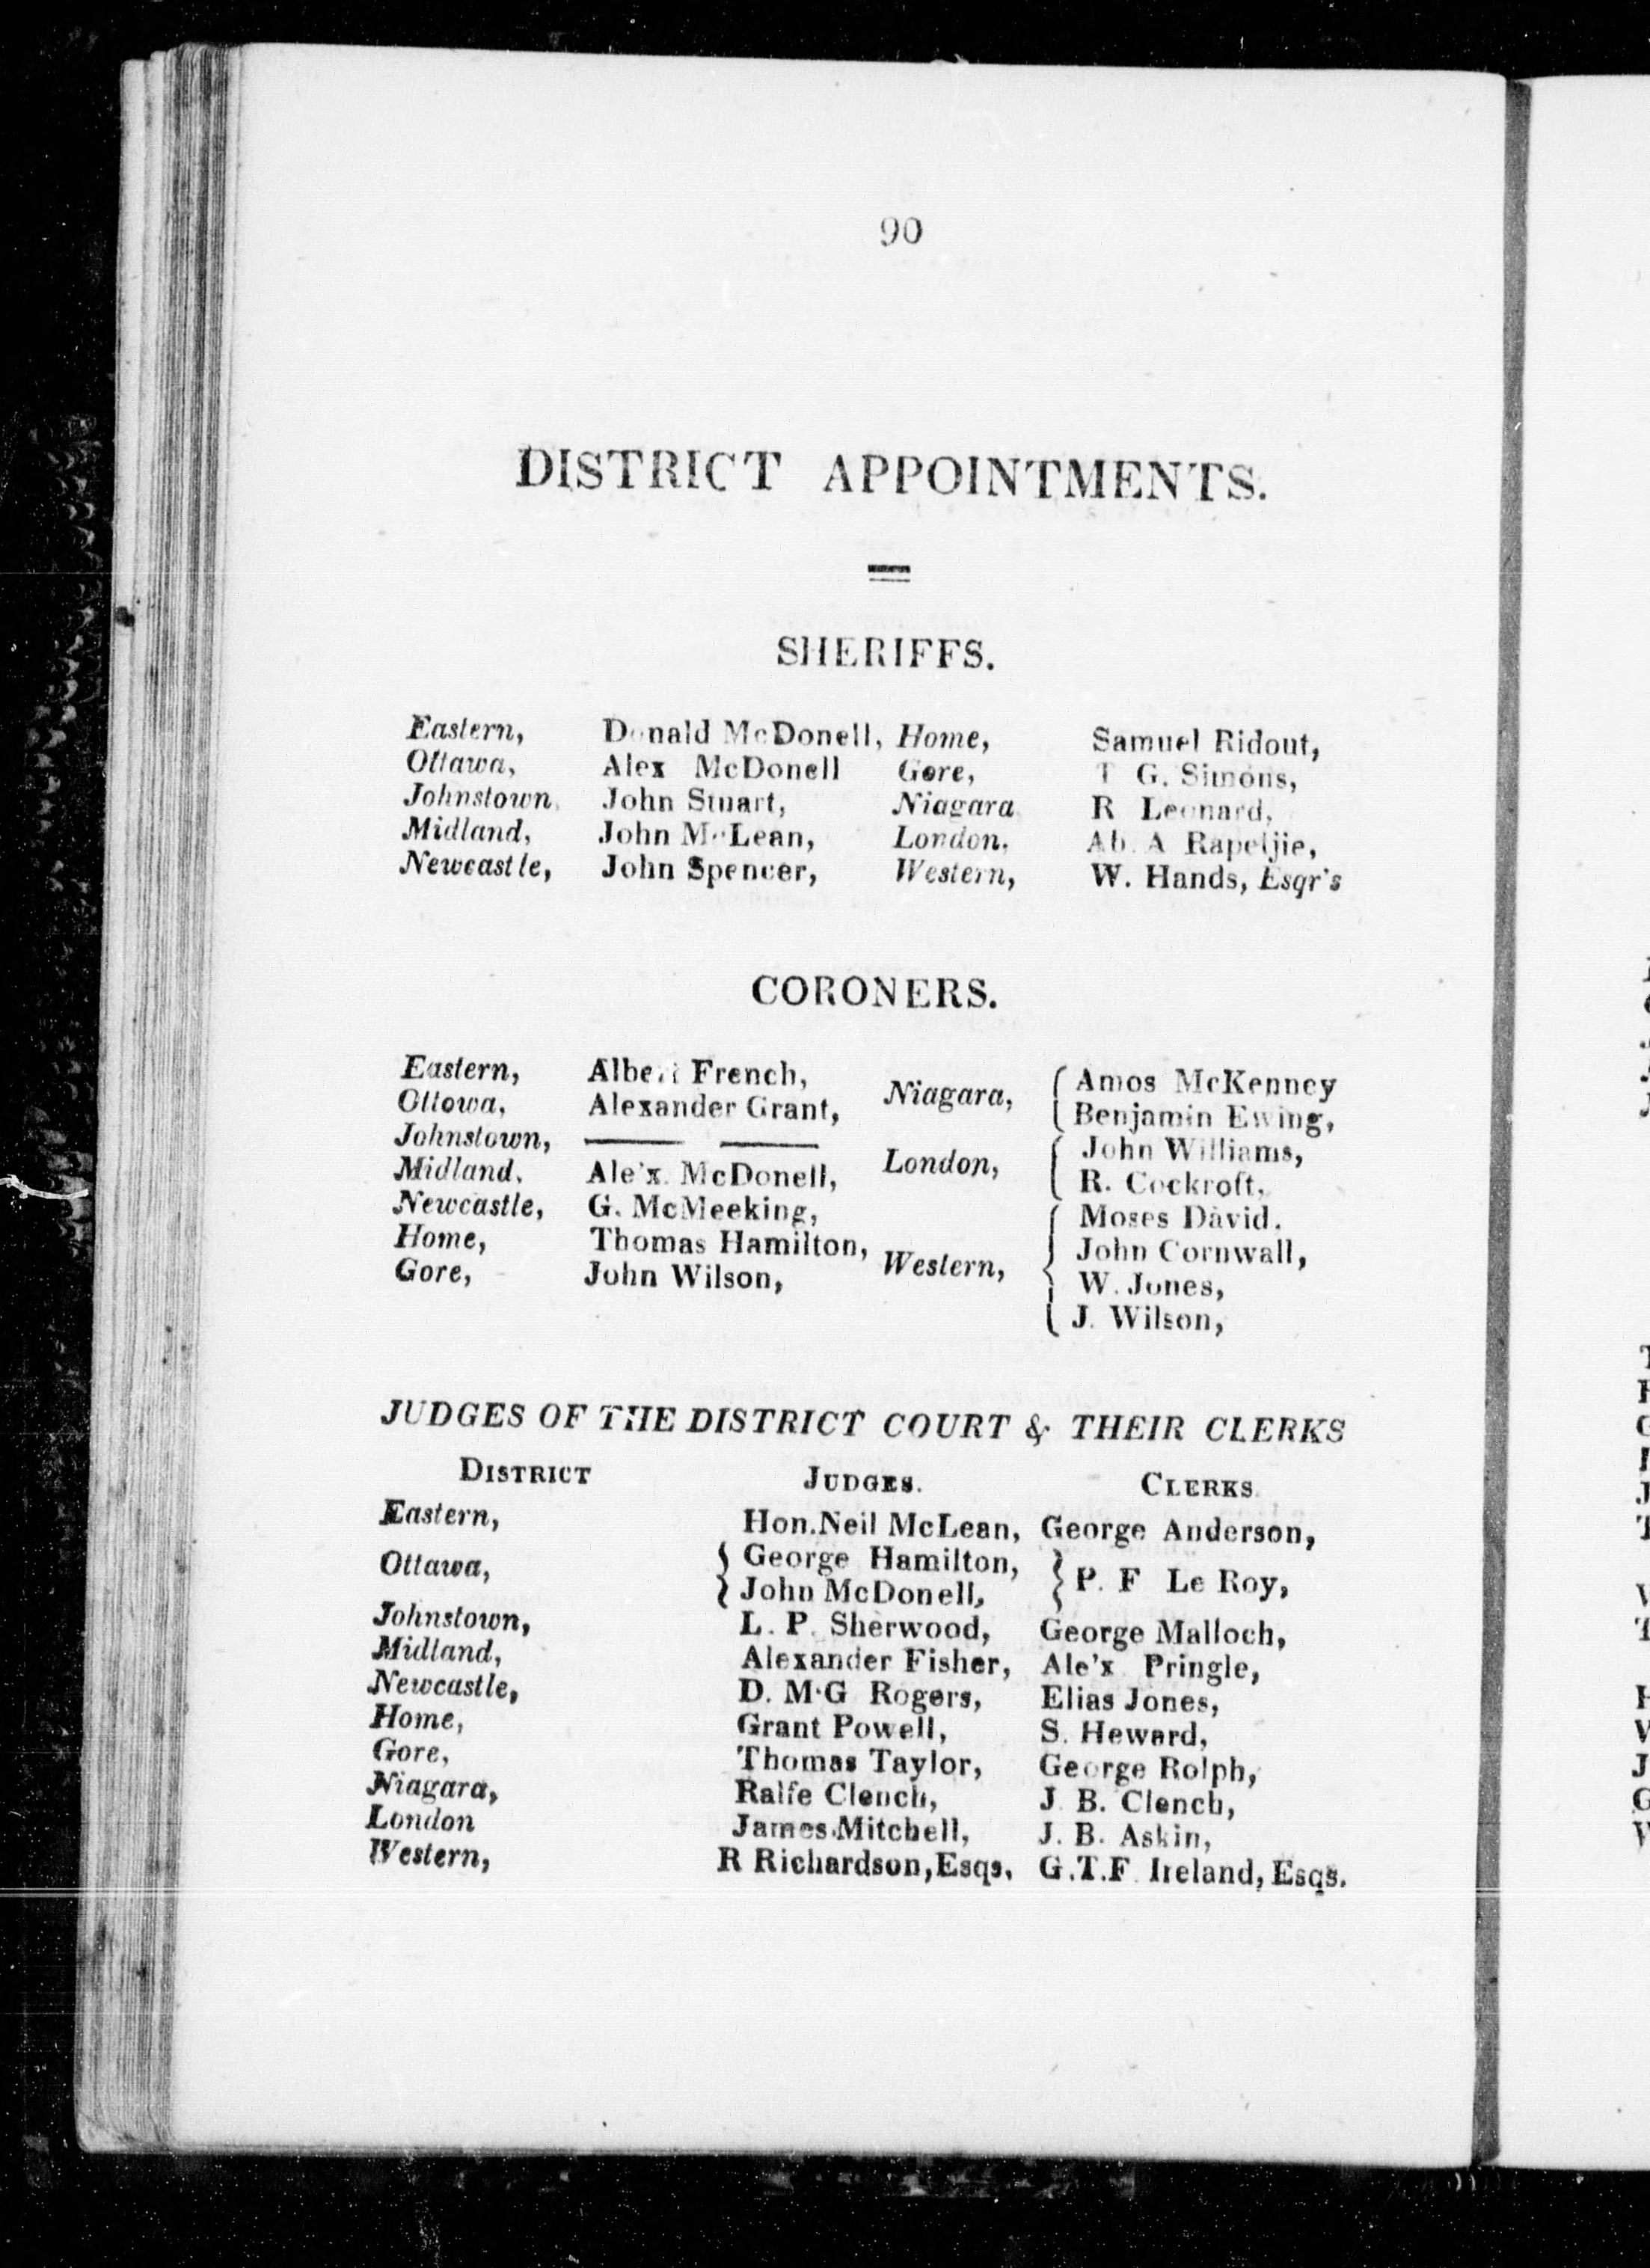 90
DISTRICT APPOINTMENTS.
SHERIFFS.
Eastern, Donald McDonell, Home, Samuel Ridout,
Ottawa, Alex McDonell Gore, T G. Simons,
Johnstown, John Stuart, Niagara R Leonard,
Midland, John McLean, London, Ab. A Rapeljie,
Newcastle, John Spencer, Western, W. Hands, Esqr's
CORONERS.
Eastern, Albert French,
Ottowa, Alexander Grant,
Johnstown,
Midland, Ale'x. McDonell,
Newcastle, G. McMeeking,
Home, Thomas Hamilton,
Gore, John Wilson,
Niagara, Amos McKenney
Benjamin Ewing,
London, John Williams,
R. Cockroft,
Western, Moses David.
John Cornwall,
W. Jones,
J. Wilson,
JUDGES OF THE DISTRICT COURT & THEIR CLERKS
DISTRICT JUDGES. CLERKS
Eastern, Hon. Neil McLean, George Anderson,
Ottawa, George Hamilton,
John McDonell, P. F Le Roy,
Johnstown, L. P. Sherwood, George Malloch,
Midland, Alexander Fisher, Ale'x Pringle,
Newcastle, D. M·G Rogers, Elias Jones,
Home, Grant Powell, S. Heward,
Gore, Thomas Taylor, George Rolph,
Niagara, Ralfe Clench, J. B. Clench,
London James Mitchell, J. B. Askin,
Western, R Richardson, Esqs. G.T.F. Ireland, Esqs.